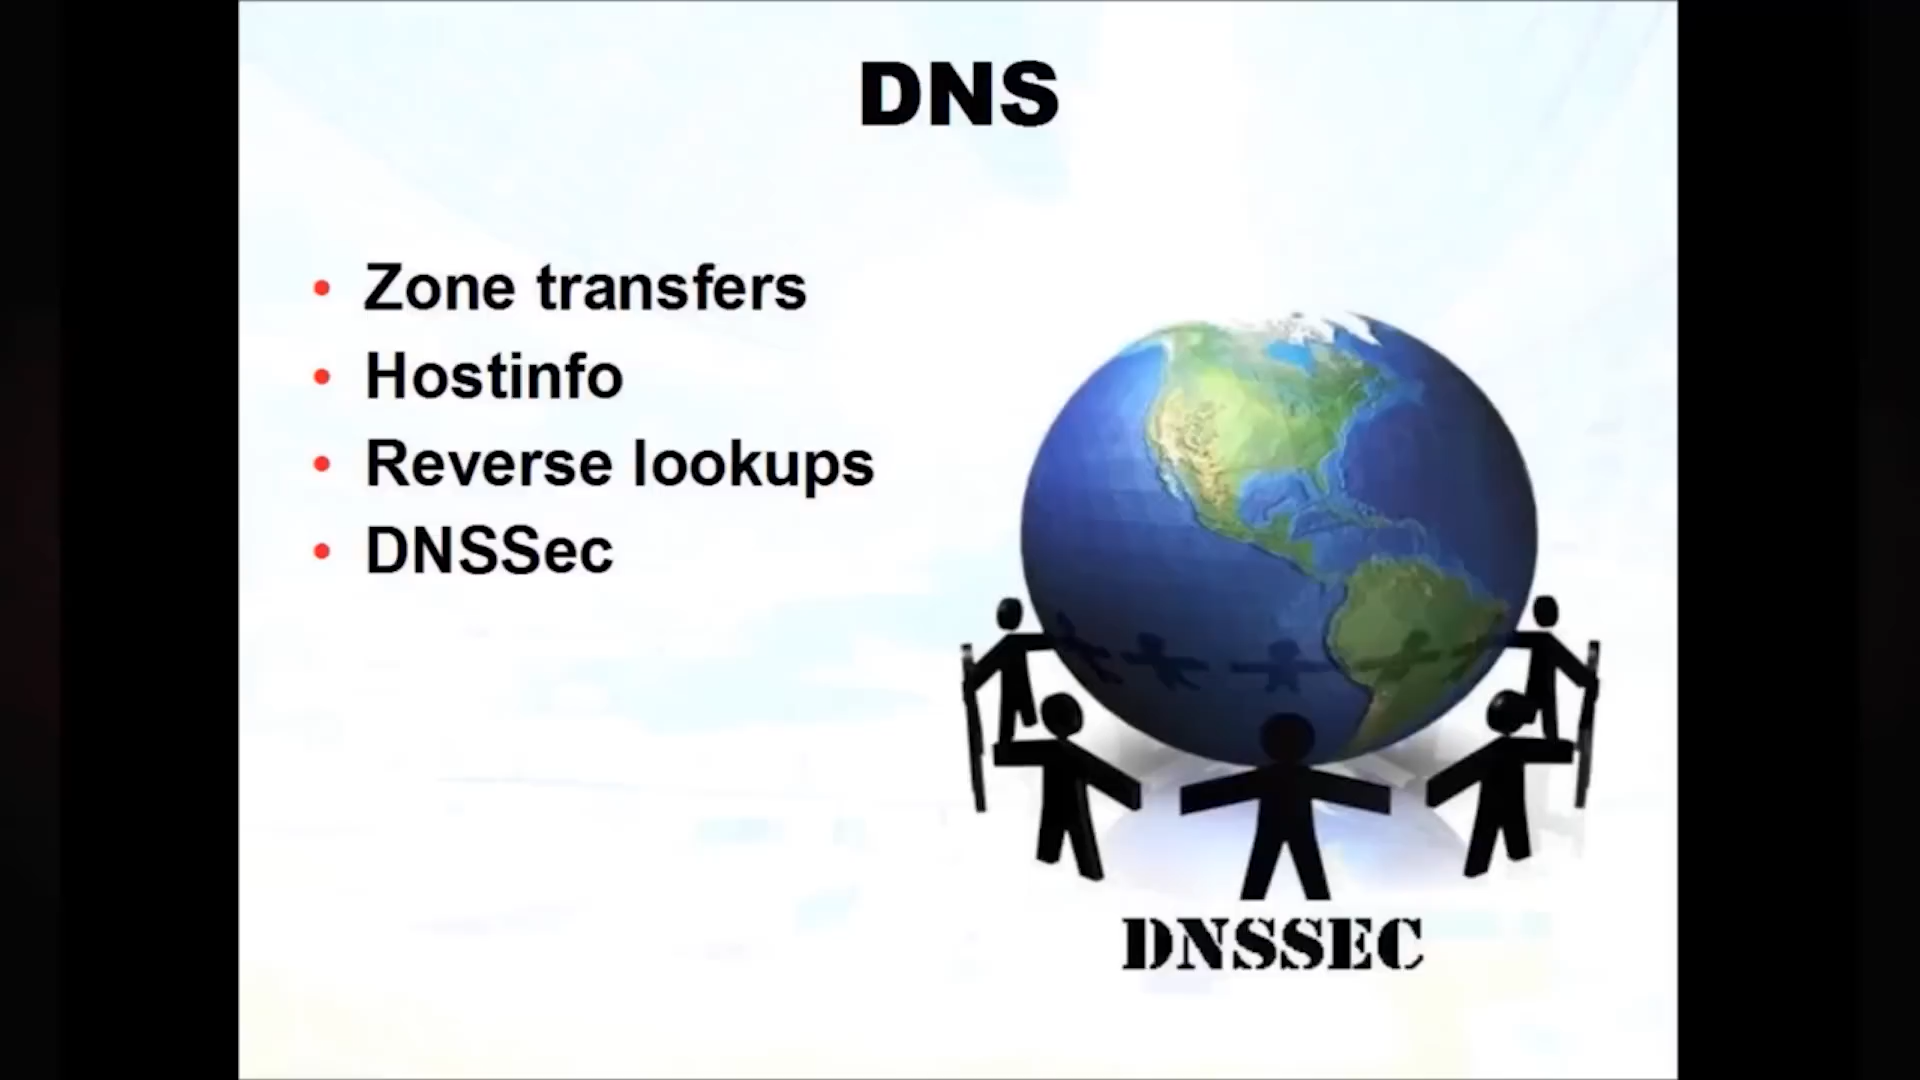 DNS
Zone transfers
Hostinfo
Reverse lookups
DNSSec
DNSSEC